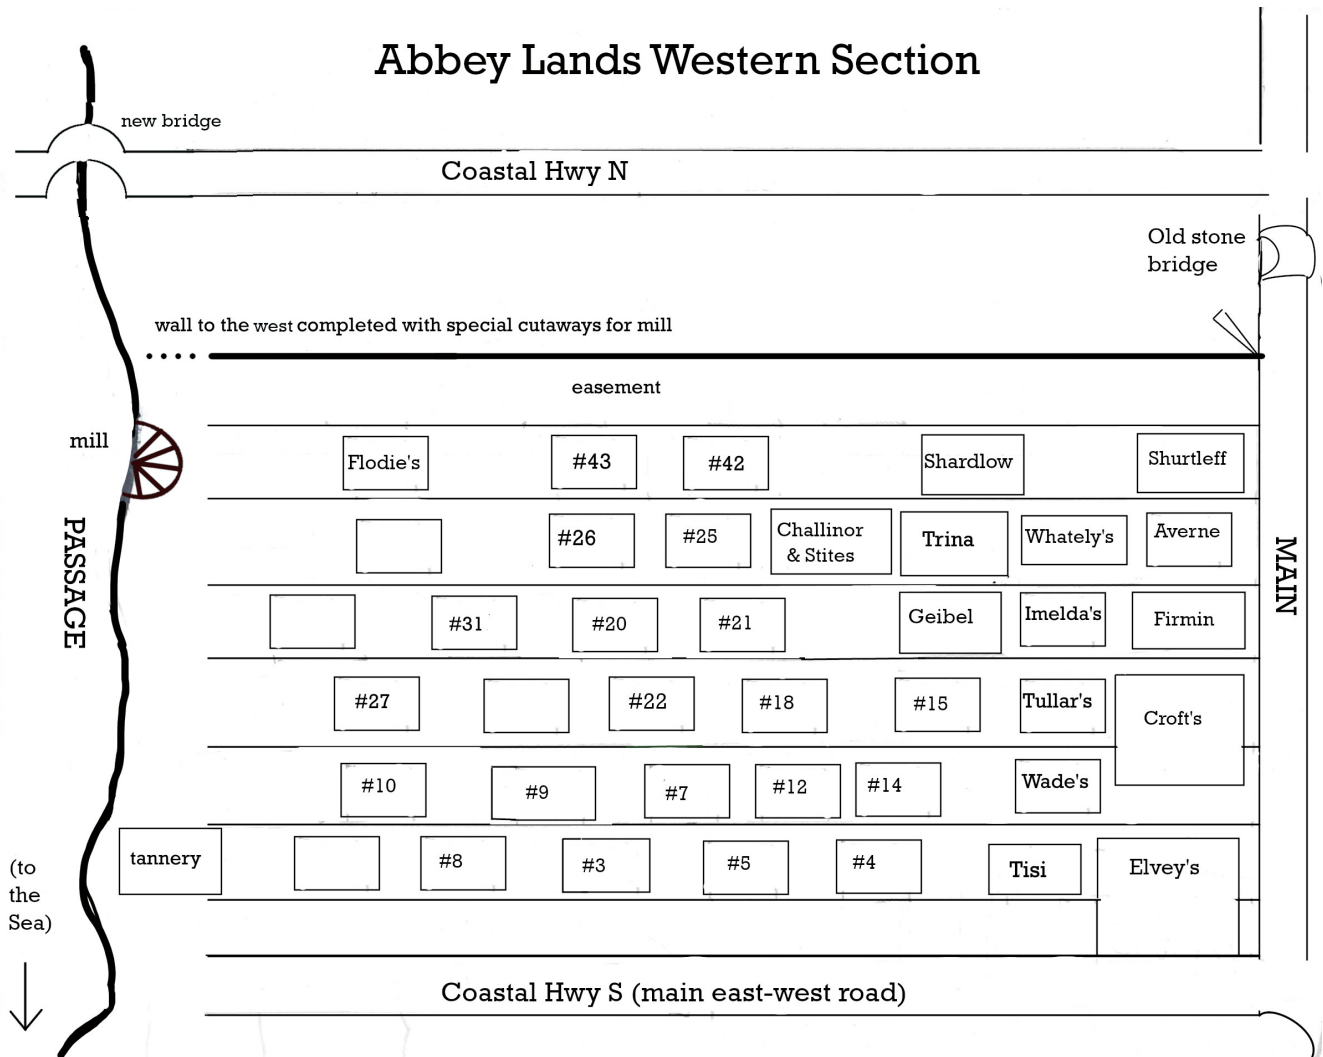 Abbey Lands Western Section
new bridge
Coastal Hwy N
Old stone
bridge
wall to the west completed with special cutaways for mill
easement
mill
Flodie's
#43
#42
Shardlow
Shurtleff
PASSAGE
#26
#25
Challinor
& Stites
Trina
Whately's
Averne
MAIN
#31
#20
#21
Geibel
Imelda's
Firmin
#27
#22
#18
#15
Tullar's
Croft's
#10
#9
#7
#12
#14
Wade's
tannery
#8
#3
#5
#4
Tisi
Elvey's
(to
the
Sea)
Coastal Hwy S (main east-west road)